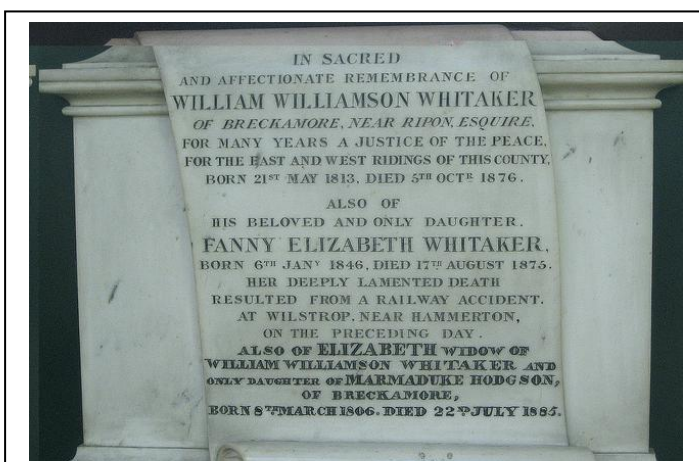 IN SACRED
AND AFFECTIONATE REMEMBRANCE OF
WILLIAM WILLIAMSON WHITAKER
OF BRECKAMORE, NEAR RIPON, ESQUIRE.
FOR MANY YEARS A JUSTICE OF THE PEACE,
FOR THE EAST AND WEST RIDINGS OF THIS COUNTY,
BORN 21ST MAY 1813, DIED 5TH OCTR 1876.
ALSO OF
HIS BELOVED AND ONLY DAUGHTER.
FANNY ELIZABETH WHITAKER,
BORN 6TH JANY 1846, DIED 17TH AUGUST 1875.
HER DEEPLY LAMENTED DEATH
RESULTED FROM A RAILWAY ACCIDENT.
AT WILSTROP, NEAR HAMMERTON,
ON THE PRECEDING DAY.
ALSO OF ELIZABETH WIDOW OF
WILLIAM WILLIAMSON WHITAKER AND
ONLY DAUGHTER OF MARMADUKE HODGSON,
OF BRECKAMORE,
BORN 8TH MARCH 1806. DIED 22ND JULY 1885.